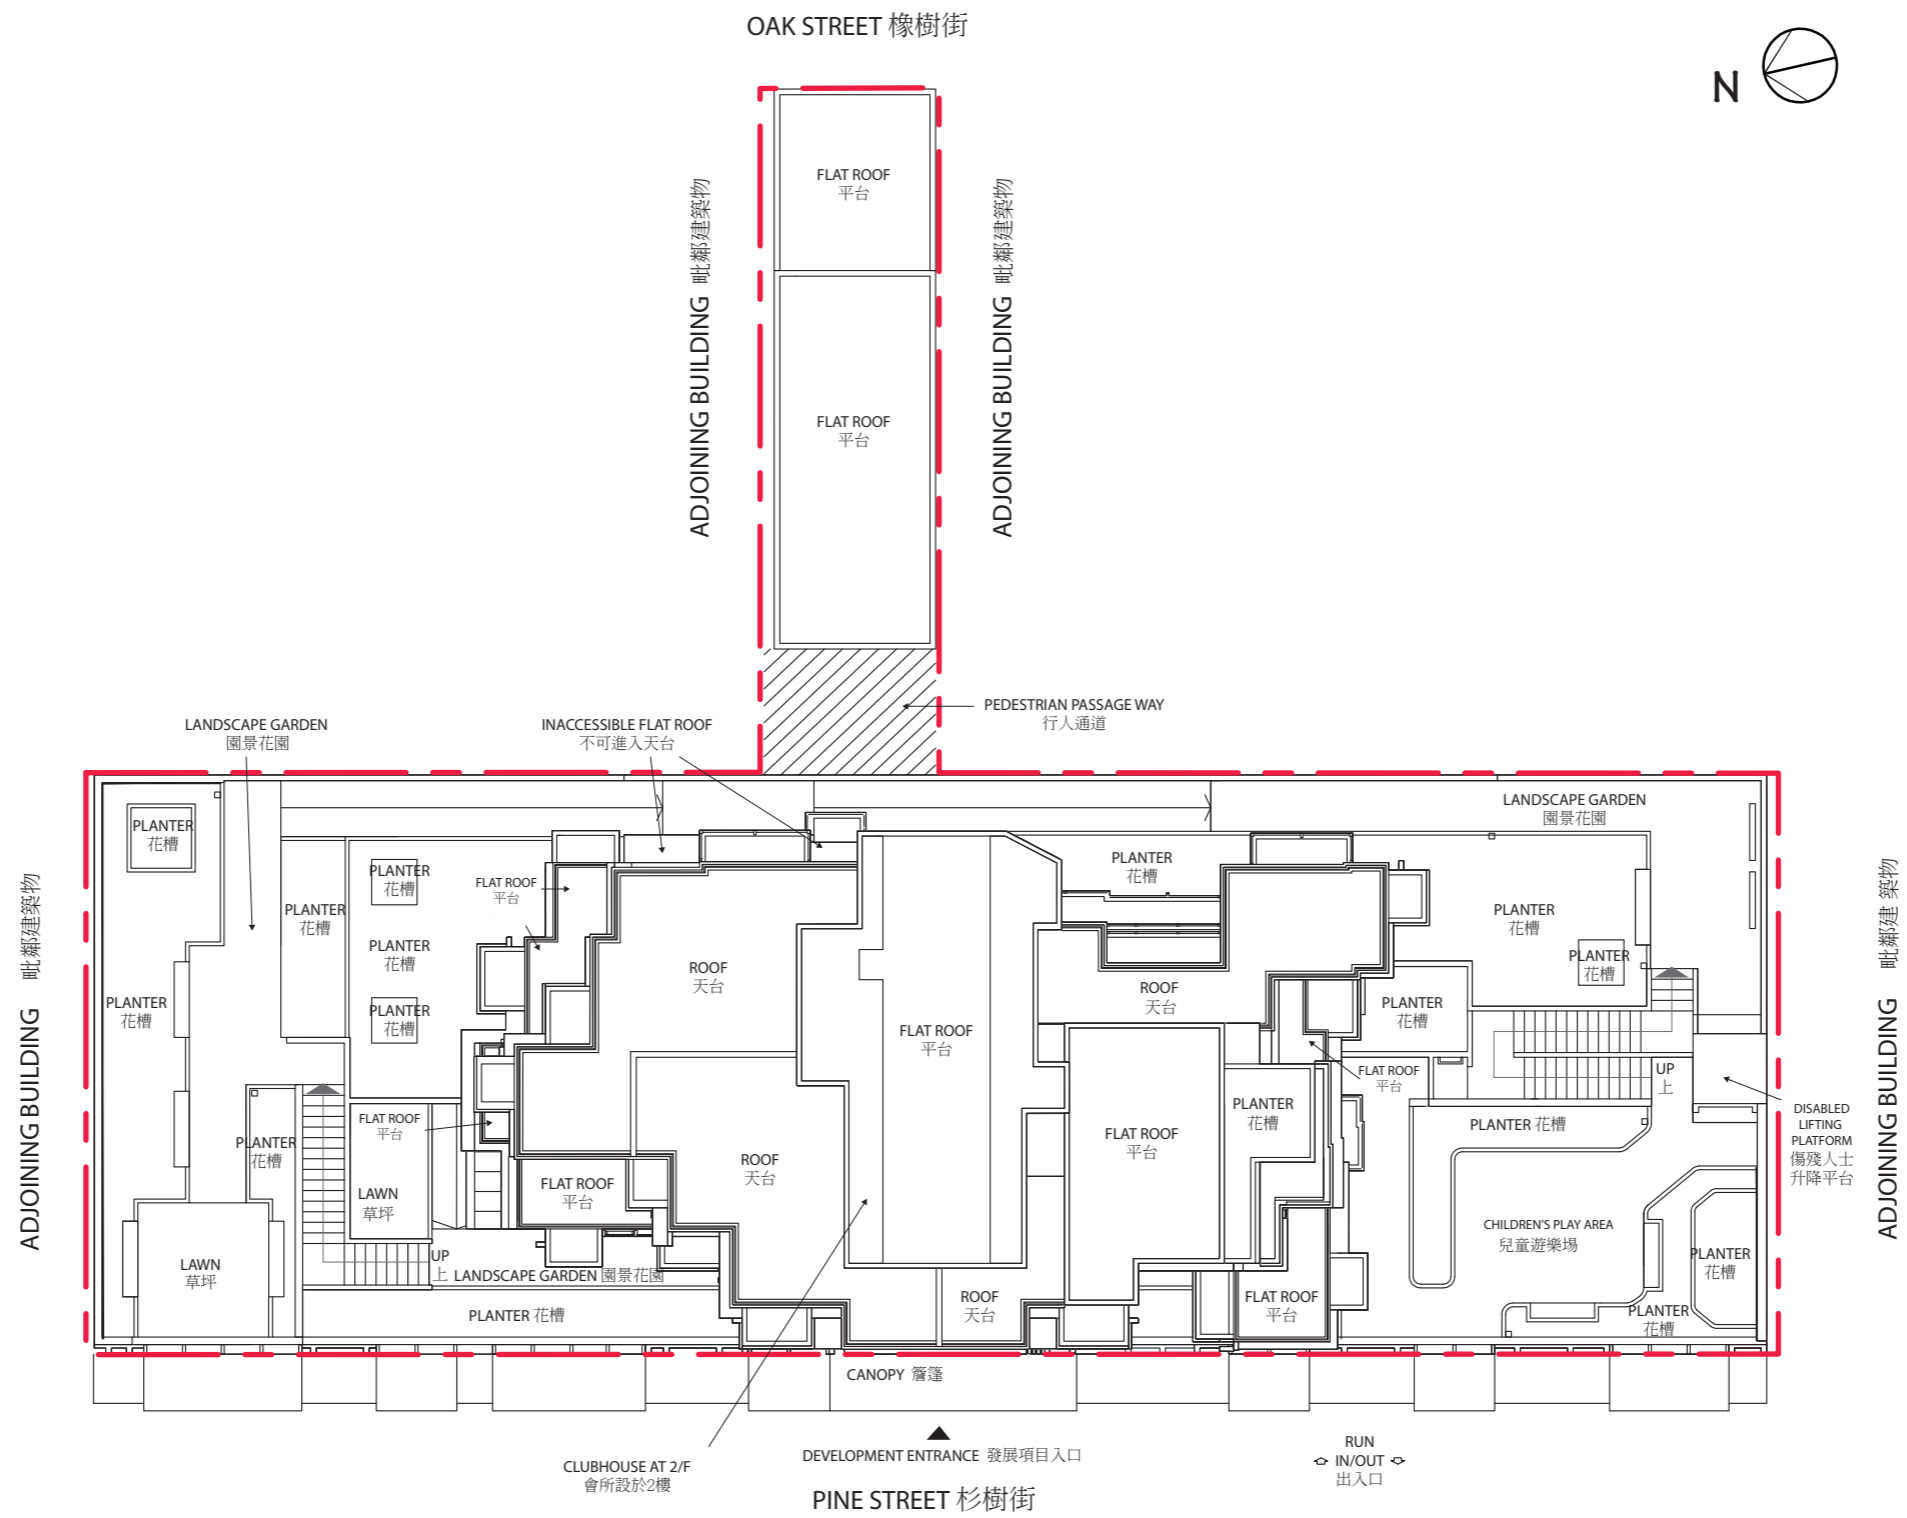 OAK STREET 橡樹街
N
FLAT ROOF
平台
ADJOINING BUILDING 毗鄰建築物
ADJOINING BUILDING 毗鄰建築物
FLAT ROOF
平台
PEDESTRIAN PASSAGE WAY
行人通道
LANDSCAPE GARDEN
園景花園
INACCESSIBLE FLAT ROOF
不可進入天台
LANDSCAPE GARDEN
園景花園
PLANTER
花槽
PLANTER
花槽
PLANTER
花槽
FLAT ROOF
平台
PLANTER
花槽
PLANTER
花槽
PLANTER
花槽
PLANTER
花槽
PLANTER
花槽
ROOF
天台
ROOF
天台
PLANTER
花槽
PLANTER
花槽
PLANTER
花槽
FLAT ROOF
平台
ADJOINING BUILDING 毗鄰建築物
ADJOINING BUILDING 毗鄰建築物
FLAT ROOF
平台
UP
上
PLANTER
花槽
FLAT ROOF
平台
PLANTER
花槽
FLAT ROOF
平台
PLANTER 花槽
DISABLED
LIFTING
PLATFORM
傷殘人士
升降平台
ROOF
天台
FLAT ROOF
平台
LAWN
草坪
CHILDREN'S PLAY AREA
兒童遊樂場
PLANTER
花槽
LAWN
草坪
UP
上
LANDSCAPE GARDEN 園景花園
PLANTER 花槽
ROOF
天台
FLAT ROOF
平台
PLANTER
花槽
CANOPY 簷篷
CLUBHOUSE AT 2/F
會所設於2樓
DEVELOPMENT ENTRANCE 發展項目入口
RUN
IN/OUT
出入口
PINE STREET 杉樹街